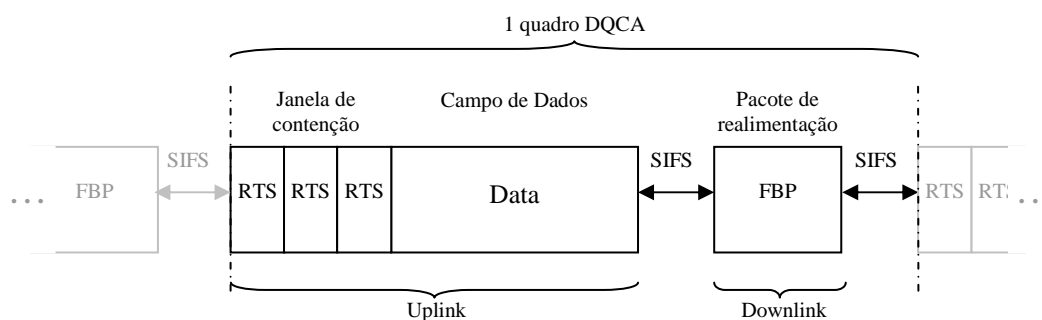 1 quadro DQCA
Janela de contenção
Campo de Dados
Pacote de realimentação
SIFS
SIFS
SIFS
... FBP
RTS
RTS
RTS
Data
FBP
RTS
RTS ...
Uplink
Downlink